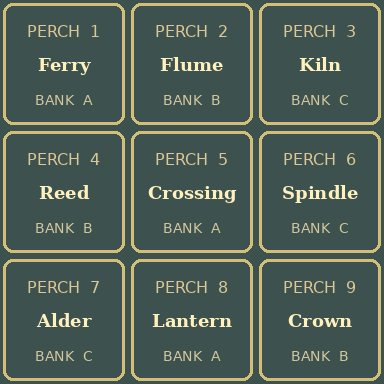 PERCH 1
Ferry
BANK A
PERCH 2
Flume
BANK B
PERCH 3
Kiln
BANK C
PERCH 4
Reed
BANK B
PERCH 5
Crossing
BANK A
PERCH 6
Spindle
BANK C
PERCH 7
Alder
BANK C
PERCH 8
Lantern
BANK A
PERCH 9
Crown
BANK B